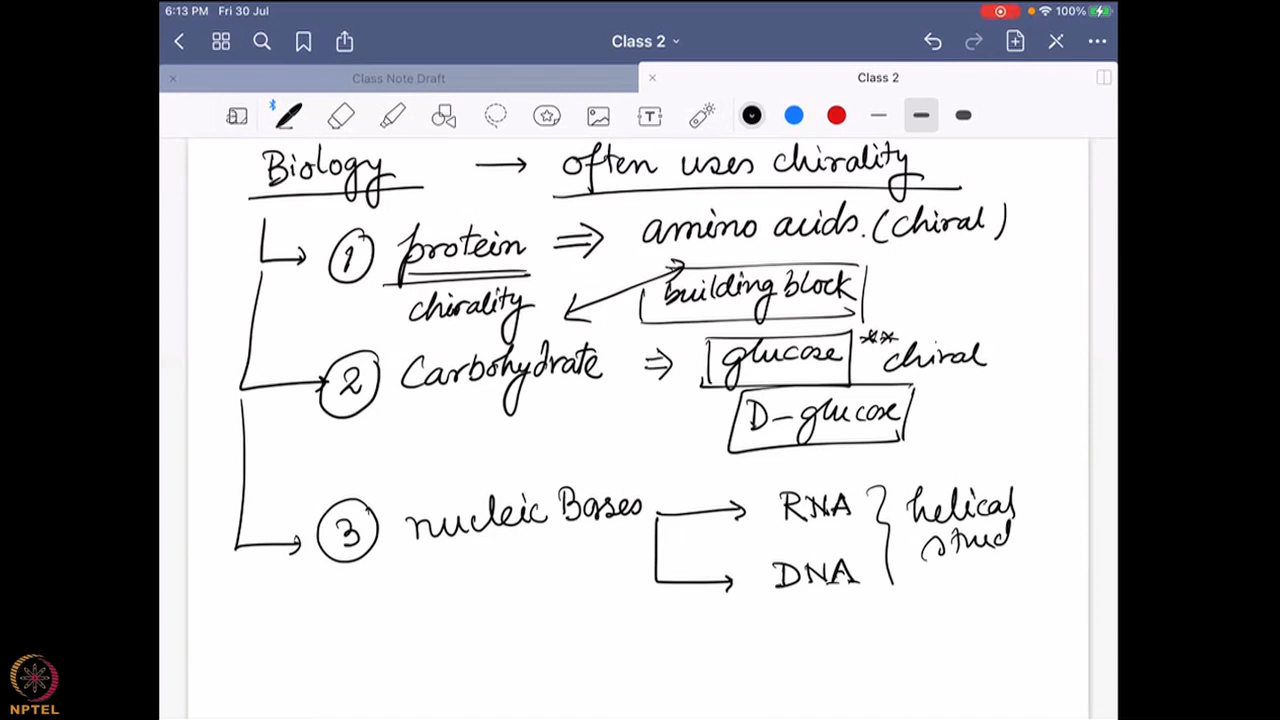 6:13 PM Fri 30 Jul
100%
Class 2
Class Note Draft
Class 2
Biology → often uses chirality
① protein ⇒ amino acids. (chiral)
chirality
building block
② Carbohydrate ⇒ glucose ** chiral
D-glucose
③ nucleic Bases → RNA } helical
struc
→ DNA
NPTEL